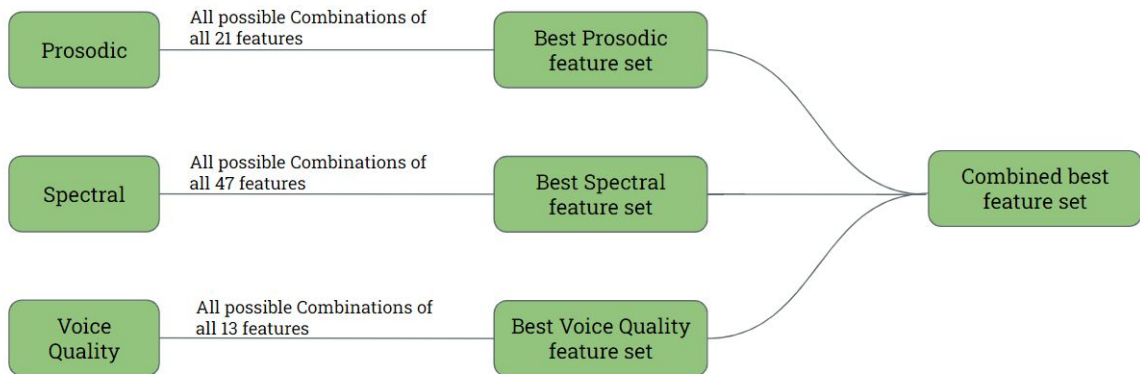 Prosodic
All possible Combinations of
all 21 features
Best Prosodic
feature set
Spectral
All possible Combinations of
all 47 features
Best Spectral
feature set
Combined best
feature set
Voice
Quality
All possible Combinations of
all 13 features
Best Voice Quality
feature set